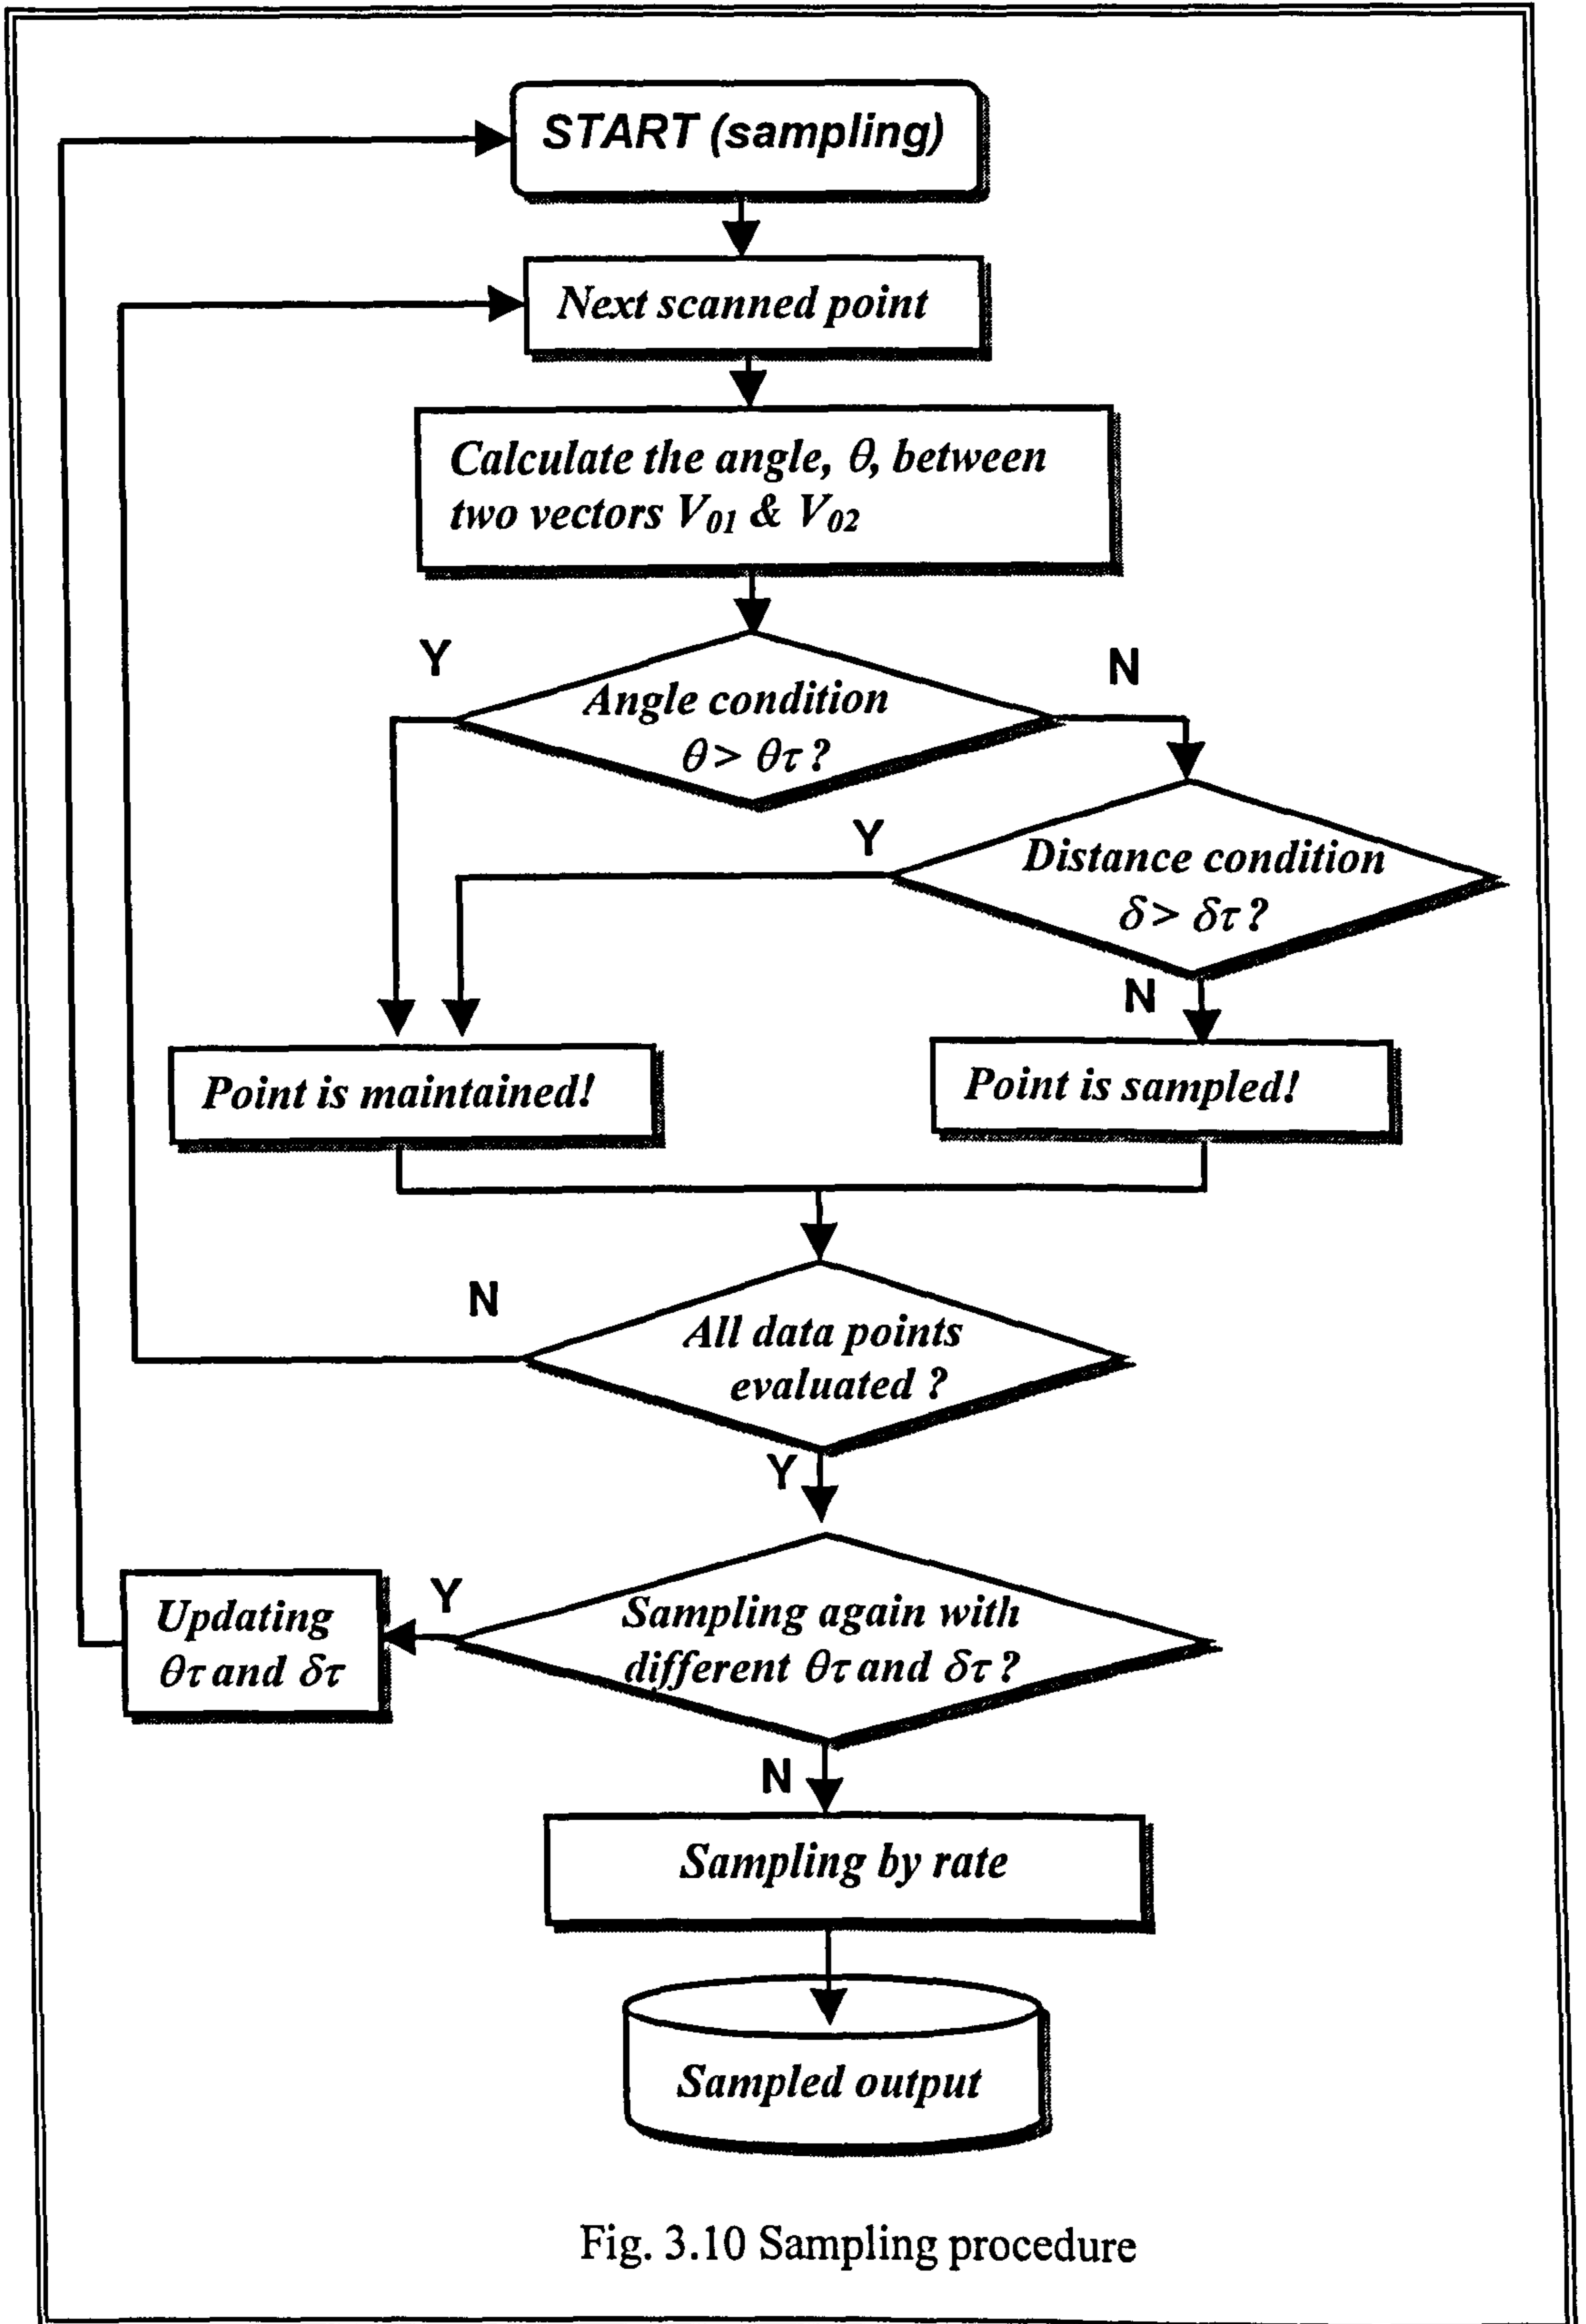 START (sampling)
Next scanned point
Calculate the angle, θ, between
two vectors V01 & V02
Y
N
Angle condition
θ > θτ ?
Y
Distance condition
δ > δτ ?
N
Point is maintained!
Point is sampled!
N
All data points
evaluated ?
Y
Updating
θτ and δτ
Y
Sampling again with
different θτ and δτ ?
N
Sampling by rate
Sampled output
Fig. 3.10 Sampling procedure